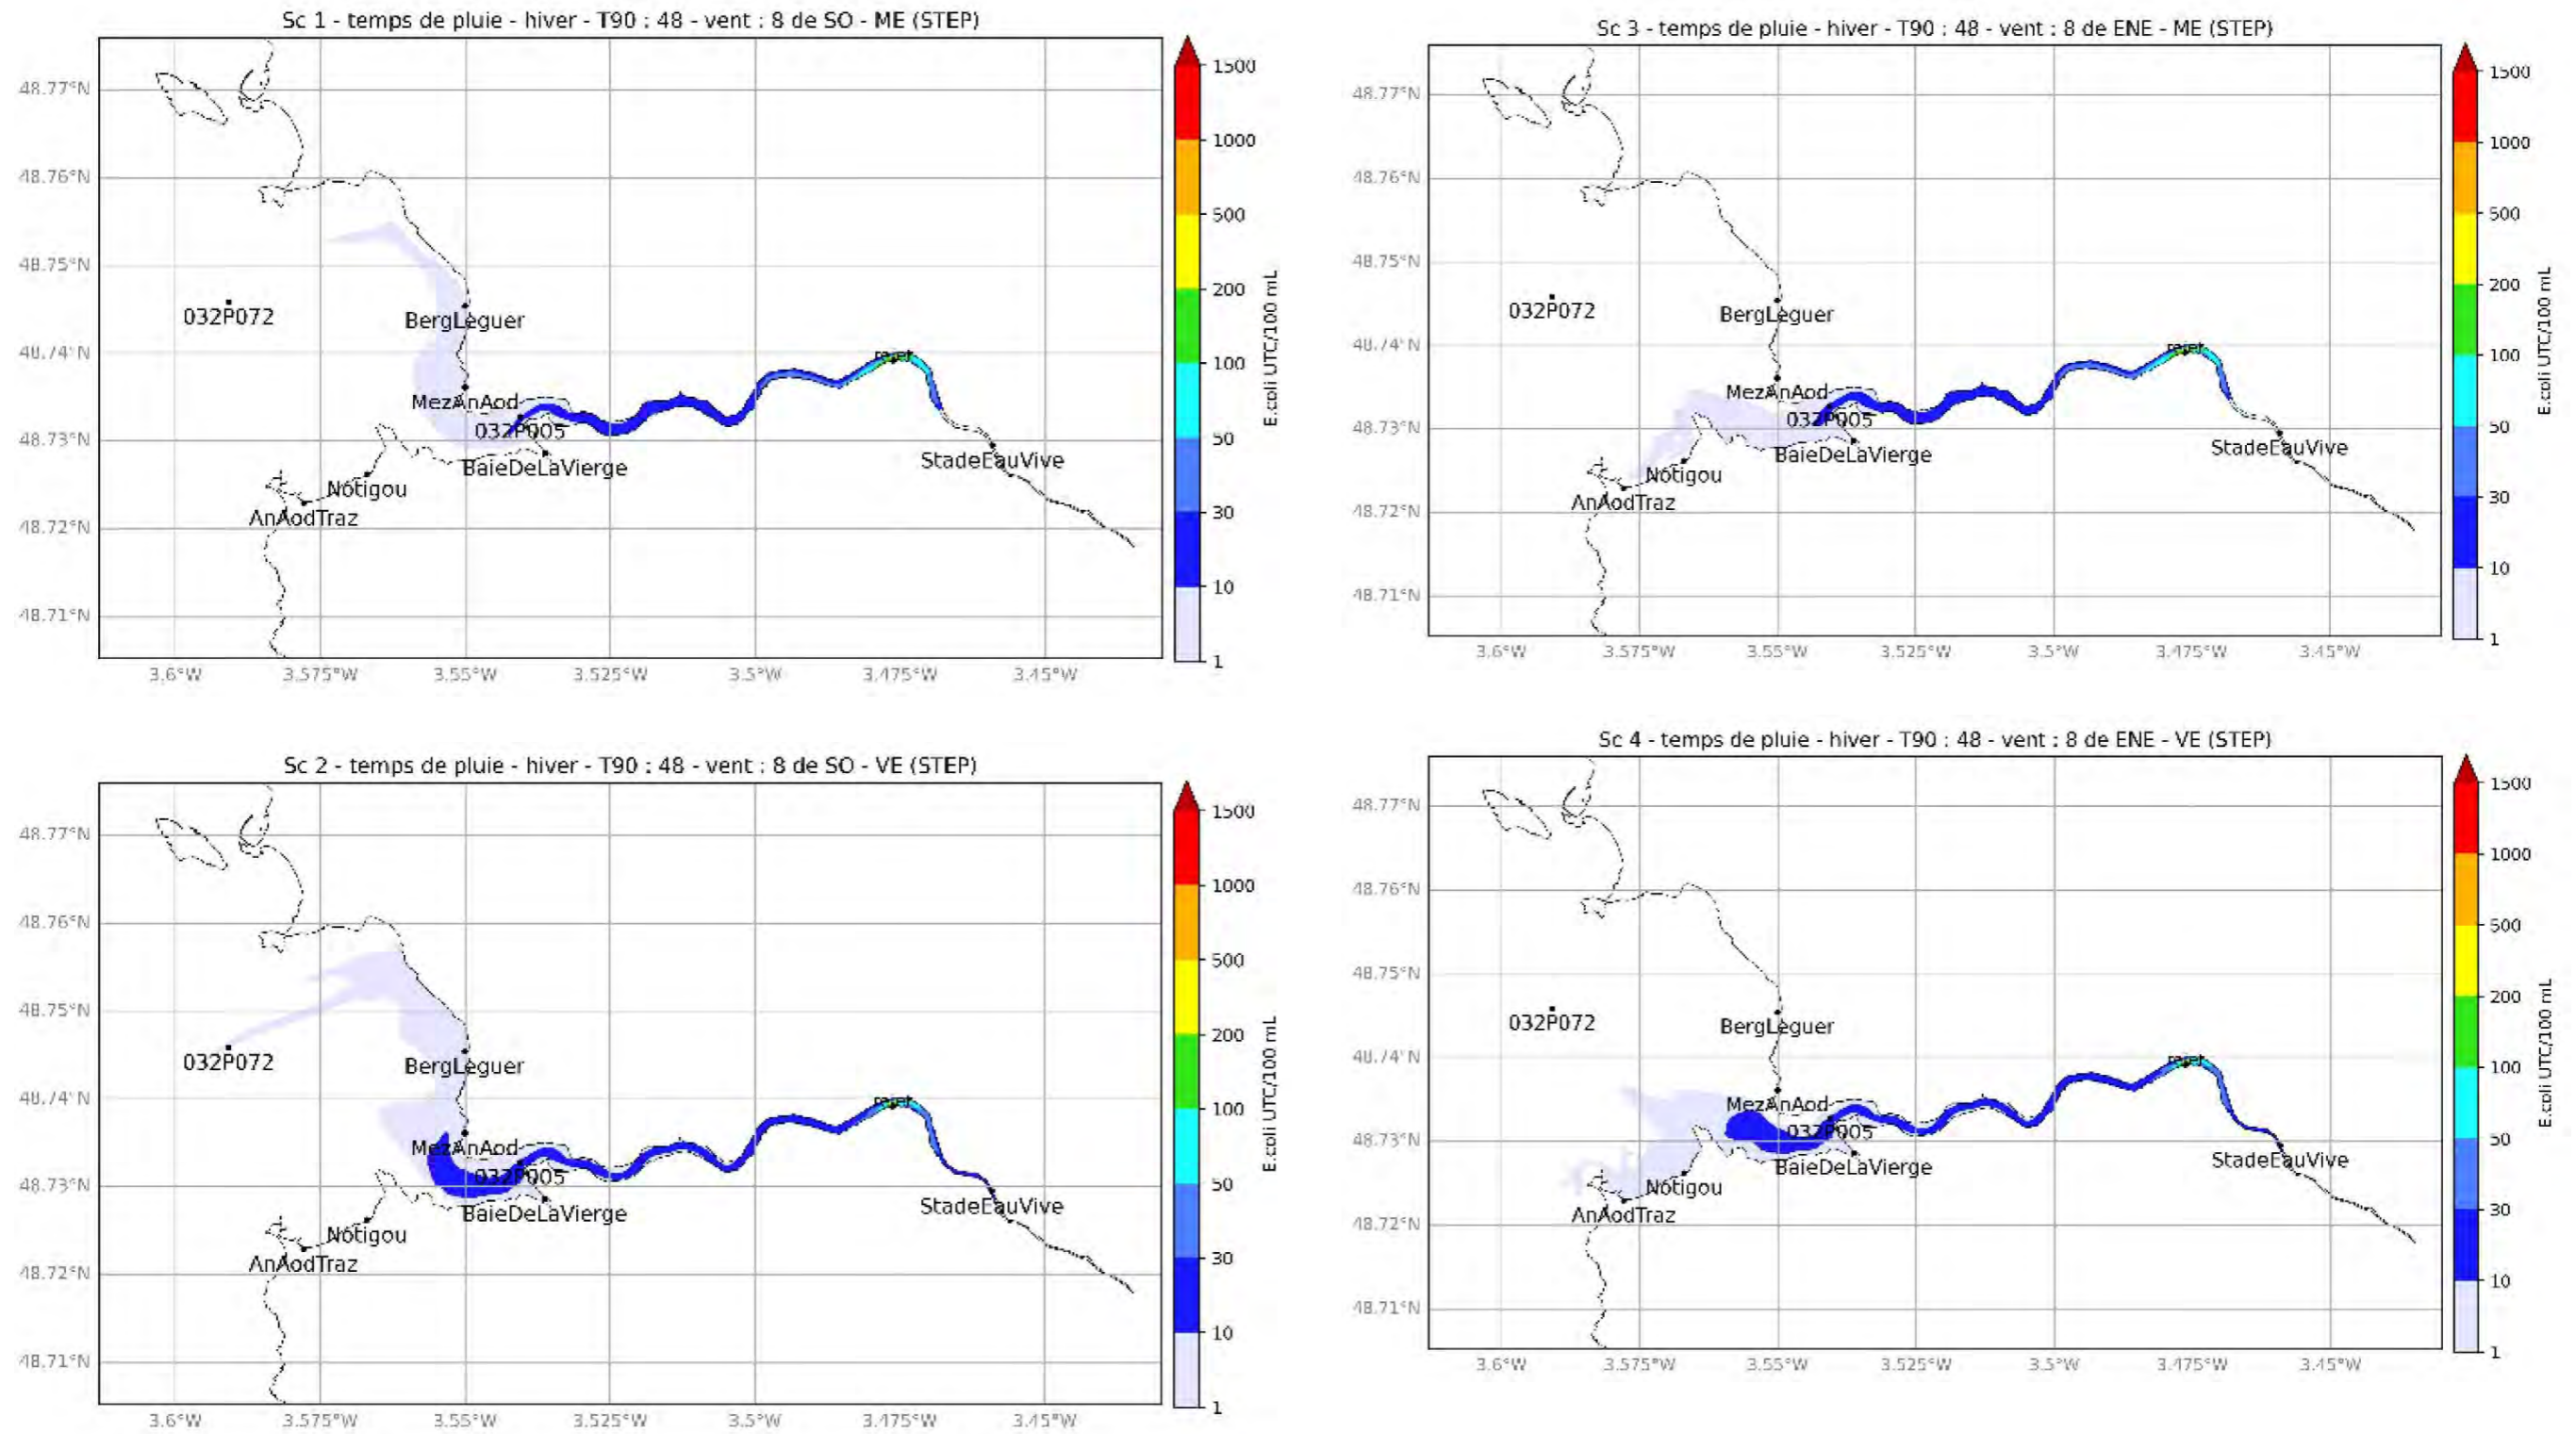 Sc 1 - temps de pluie - hiver - T90 : 48 - vent : 8 de SO - ME (STEP)
48.77°N
48.76°N
48.75°N
48.74°N
48.73°N
48.72°N
48.71°N
3.6°W 3.575°W 3.55°W 3.525°W 3.5°W 3.475°W 3.45°W
032P072
BergLeguer
MezAnAod
032P005
BaieDeLaVierge
Notigou
AnAodTraz
rejet
StadeEauVive
1500
1000
500
200
100
50
30
10
1
E.coli UTC/100 mL
Sc 3 - temps de pluie - hiver - T90 : 48 - vent : 8 de ENE - ME (STEP)
48.77°N
48.76°N
48.75°N
48.74°N
48.73°N
48.72°N
48.71°N
3.6°W 3.575°W 3.55°W 3.525°W 3.5°W 3.475°W 3.45°W
032P072
BergLeguer
MezAnAod
032P005
BaieDeLaVierge
Notigou
AnAodTraz
rejet
StadeEauVive
1500
1000
500
200
100
50
30
10
1
E.coli UTC/100 mL
Sc 2 - temps de pluie - hiver - T90 : 48 - vent : 8 de SO - VE (STEP)
48.77°N
48.76°N
48.75°N
48.74°N
48.73°N
48.72°N
48.71°N
3.6°W 3.575°W 3.55°W 3.525°W 3.5°W 3.475°W 3.45°W
032P072
BergLeguer
MezAnAod
032P005
BaieDeLaVierge
Notigou
AnAodTraz
rejet
StadeEauVive
1500
1000
500
200
100
50
30
10
1
E.coli UTC/100 mL
Sc 4 - temps de pluie - hiver - T90 : 48 - vent : 8 de ENE - VE (STEP)
48.77°N
48.76°N
48.75°N
48.74°N
48.73°N
48.72°N
48.71°N
3.6°W 3.575°W 3.55°W 3.525°W 3.5°W 3.475°W 3.45°W
032P072
BergLeguer
MezAnAod
032P005
BaieDeLaVierge
Notigou
AnAodTraz
rejet
StadeEauVive
1500
1000
500
200
100
50
30
10
1
E.coli UTC/100 mL